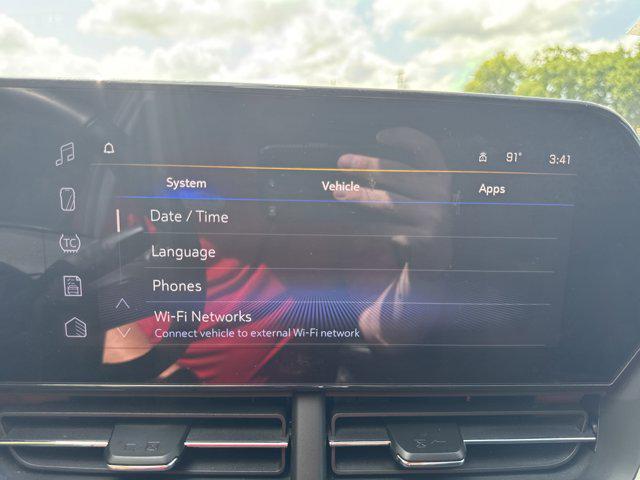 91° 3:41
System Vehicle Apps
Date / Time
TC
Language
Phones
Wi-Fi Networks
Connect vehicle to external Wi-Fi network